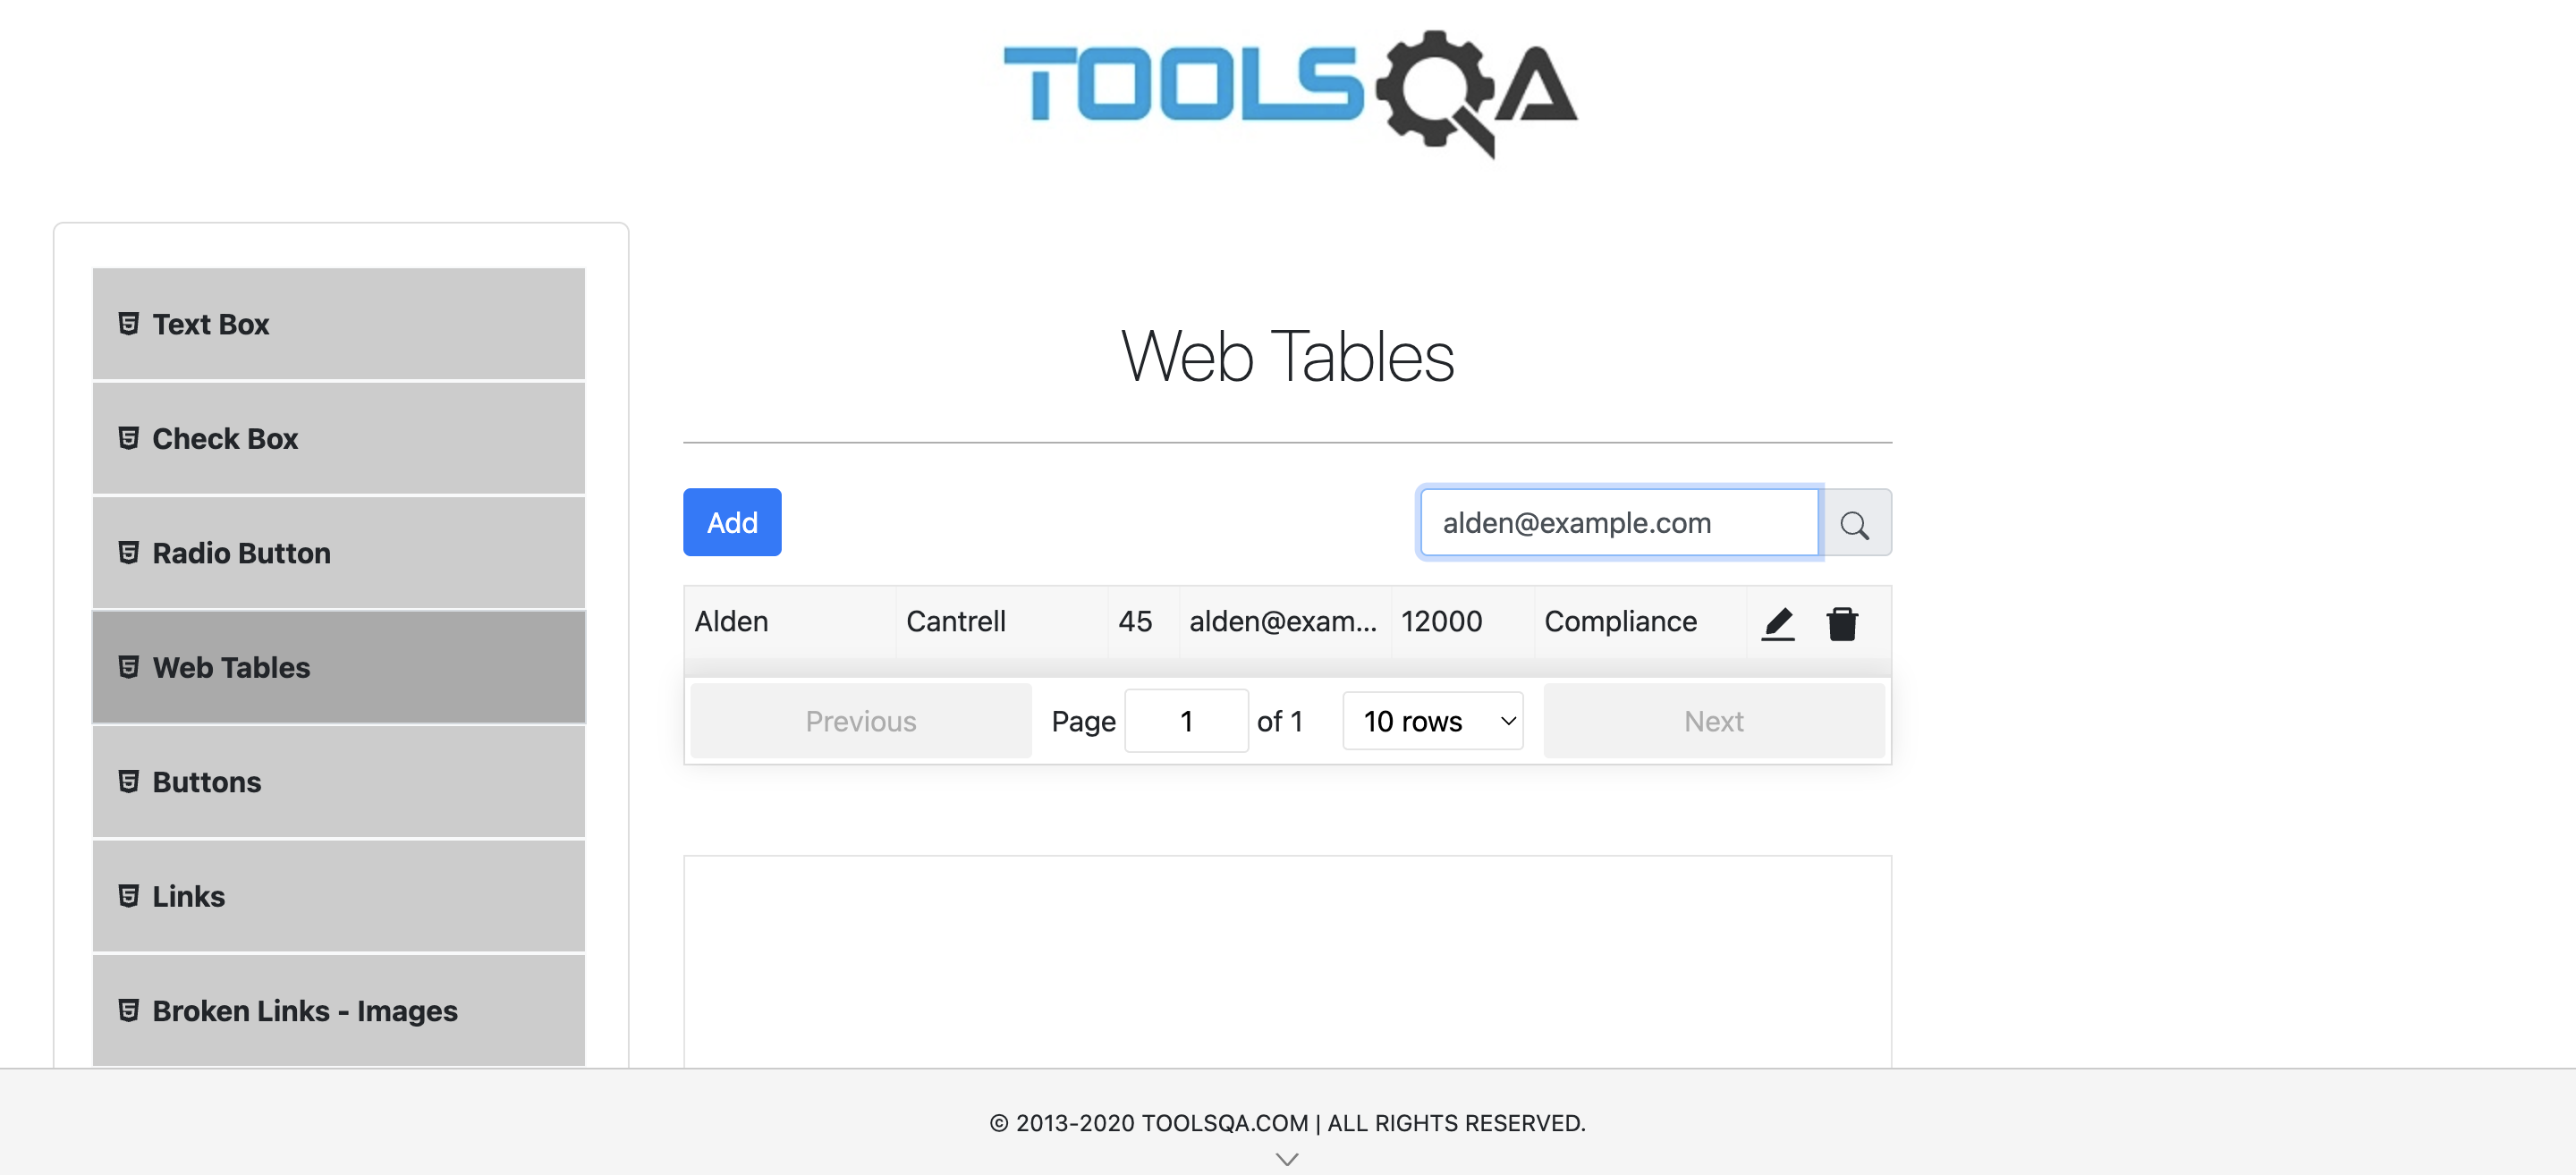 TOOLSQA
Text Box
Check Box
Radio Button
Web Tables
Buttons
Links
Broken Links - Images
Web Tables
Add
alden@example.com
Alden Cantrell 45 alden@exam... 12000 Compliance
Previous Page 1 of 1 10 rows Next
© 2013-2020 TOOLSQA.COM | ALL RIGHTS RESERVED.